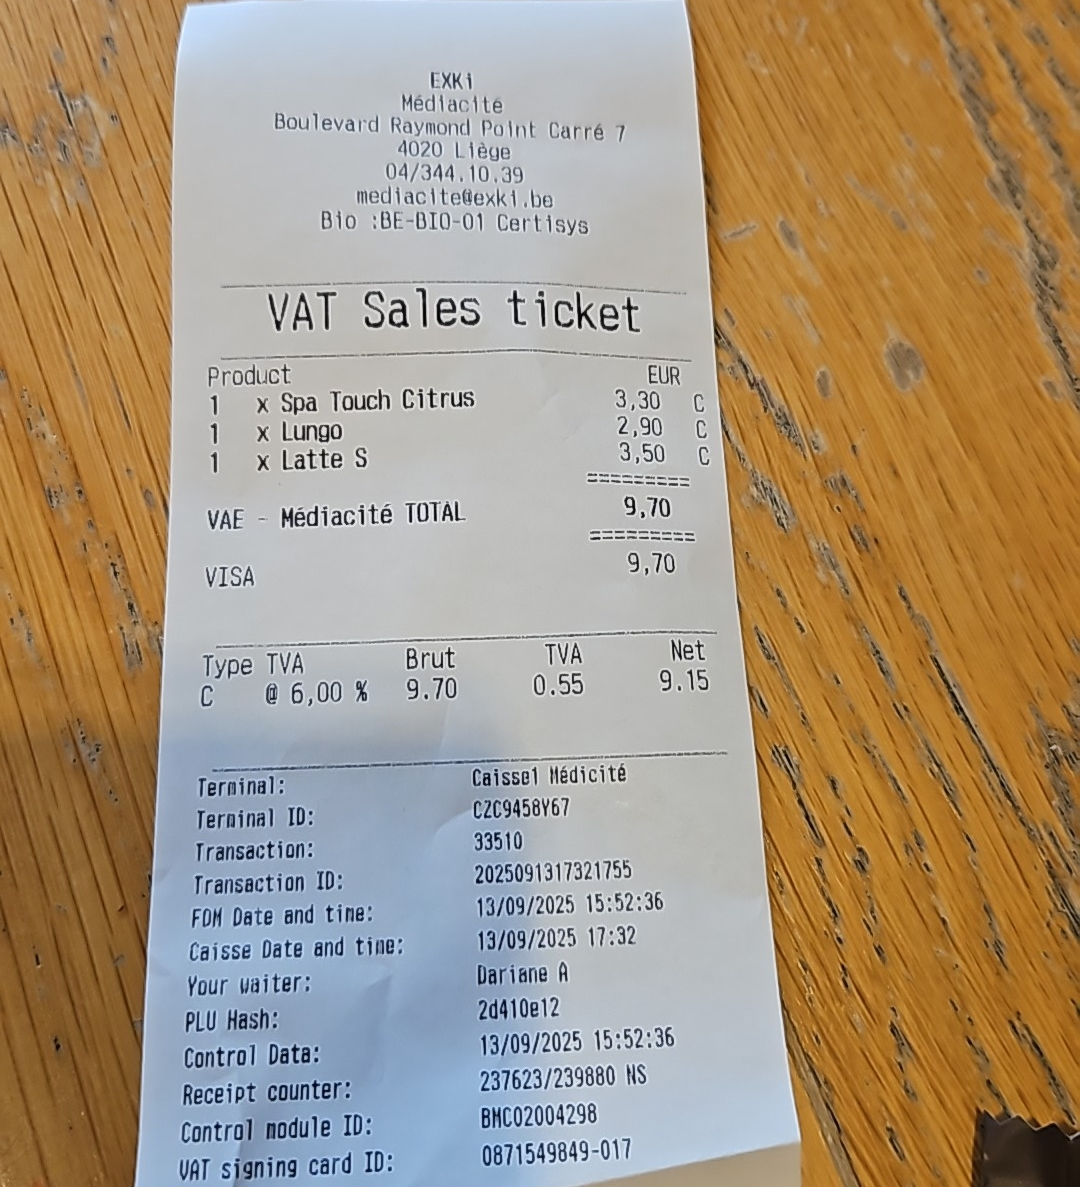 EXKi
Médiacité
Boulevard Raymond Point Carré 7
4020 Liège
04/344.10.39
mediacite@exki.be
Bio :BE-BIO-01 Certisys
VAT Sales ticket
Product EUR
1 x Spa Touch Citrus 3,30 C
1 x Lungo 2,90 C
1 x Latte S 3,50 C
=========
VAE - Médiacité TOTAL 9,70
=========
VISA 9,70
Type TVA Brut TVA Net
C @ 6,00 % 9.70 0.55 9.15
Terminal: Caisse1 Médicité
Terminal ID: CZC9458Y67
Transaction: 33510
Transaction ID: 2025091317321755
FDM Date and time: 13/09/2025 15:52:36
Caisse Date and time: 13/09/2025 17:32
Your waiter: Dariane A
PLU Hash: 2d410e12
Control Data: 13/09/2025 15:52:36
Receipt counter: 237623/239880 NS
Control module ID: BMC02004298
VAT signing card ID: 0871549849-017